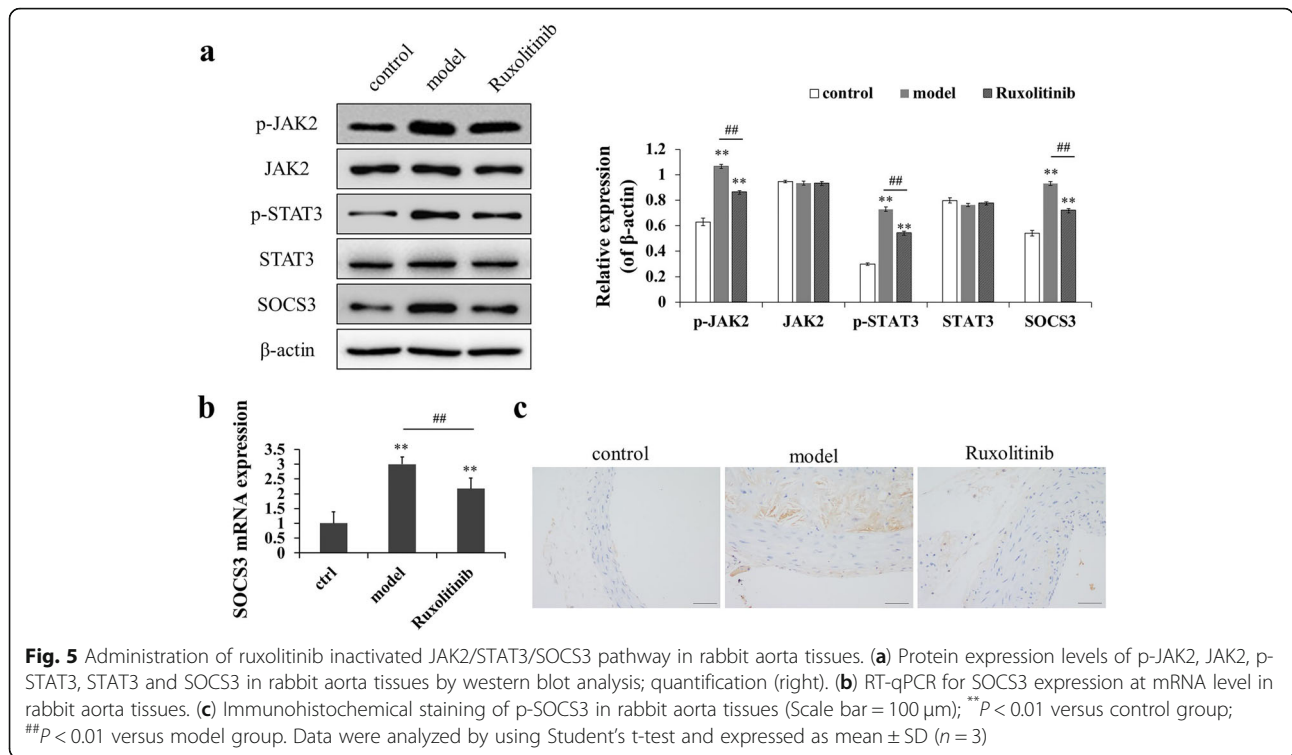 a
control model Ruxolitinib
p-JAK2
JAK2
p-STAT3
STAT3
SOCS3
β-actin
control model Ruxolitinib
Relative expression
(of β-actin)
1.2
1
0.8
0.6
0.4
0.2
0
## ## ##
** ** ** ** ** **
p-JAK2 JAK2 p-STAT3 STAT3 SOCS3
b
SOCS3 mRNA expression
3.5
3
2.5
2
1.5
1
0.5
0
##
** **
ctrl model Ruxolitinib
c
control model Ruxolitinib
Fig. 5 Administration of ruxolitinib inactivated JAK2/STAT3/SOCS3 pathway in rabbit aorta tissues. (a) Protein expression levels of p-JAK2, JAK2, p-
STAT3, STAT3 and SOCS3 in rabbit aorta tissues by western blot analysis; quantification (right). (b) RT-qPCR for SOCS3 expression at mRNA level in
rabbit aorta tissues. (c) Immunohistochemical staining of p-SOCS3 in rabbit aorta tissues (Scale bar = 100 μm); **P < 0.01 versus control group;
##P < 0.01 versus model group. Data were analyzed by using Student's t-test and expressed as mean ± SD (n = 3)